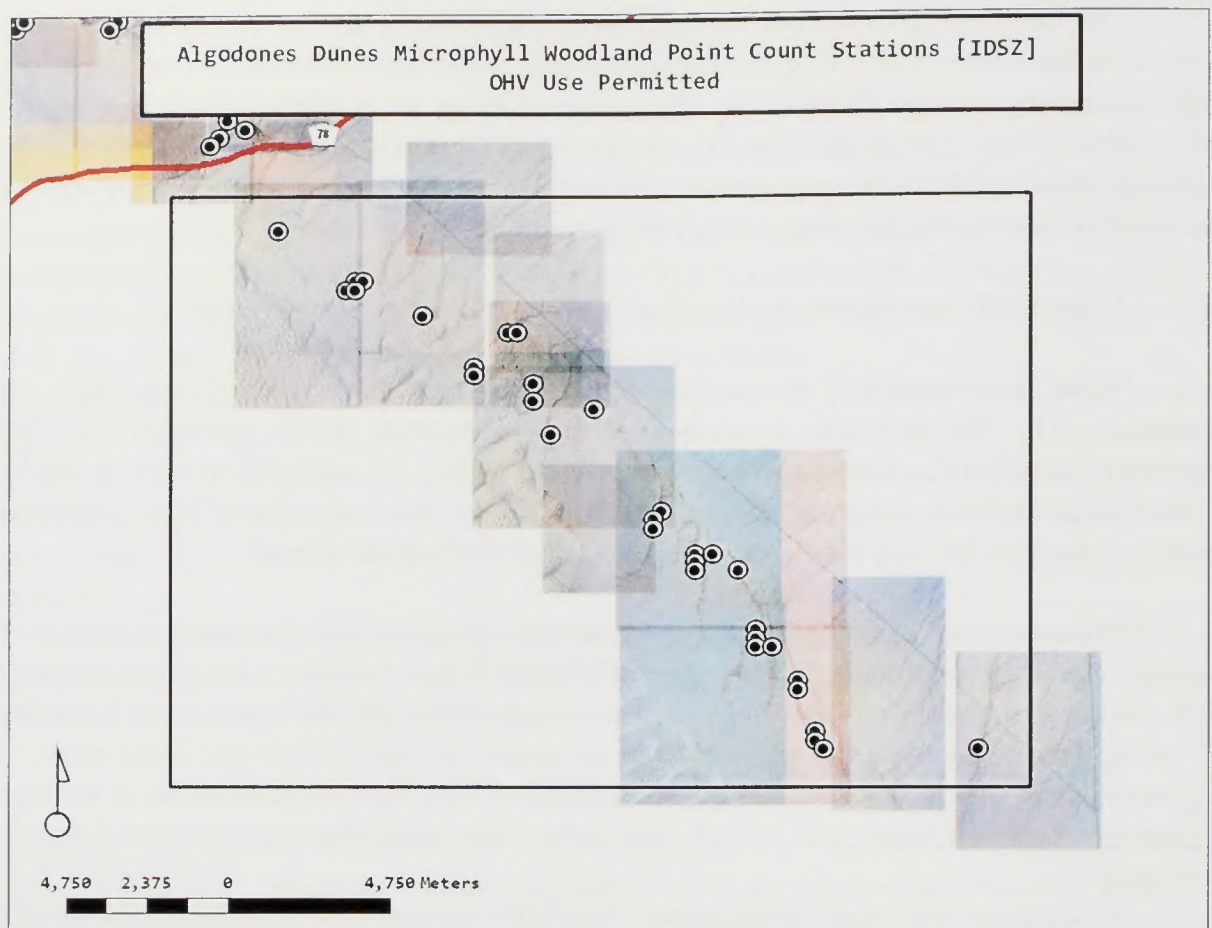 Algodones Dunes Microphyll Woodland Point Count Stations [IDSZ]
OHV Use Permitted
78
4,750 2,375 0 4,750 Meters